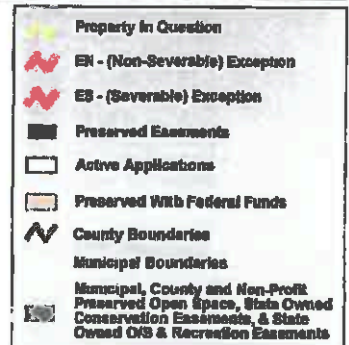 Property In Question
EN - (Non-Severable) Exception
ES - (Severable) Exception
Preserved Easements
Active Applications
Preserved With Federal Funds
County Boundaries
Municipal Boundaries
Municipal, County and Non-Profit
Preserved Open Space, State Owned
Conservation Easements, & State
Owned O/S & Recreation Easements